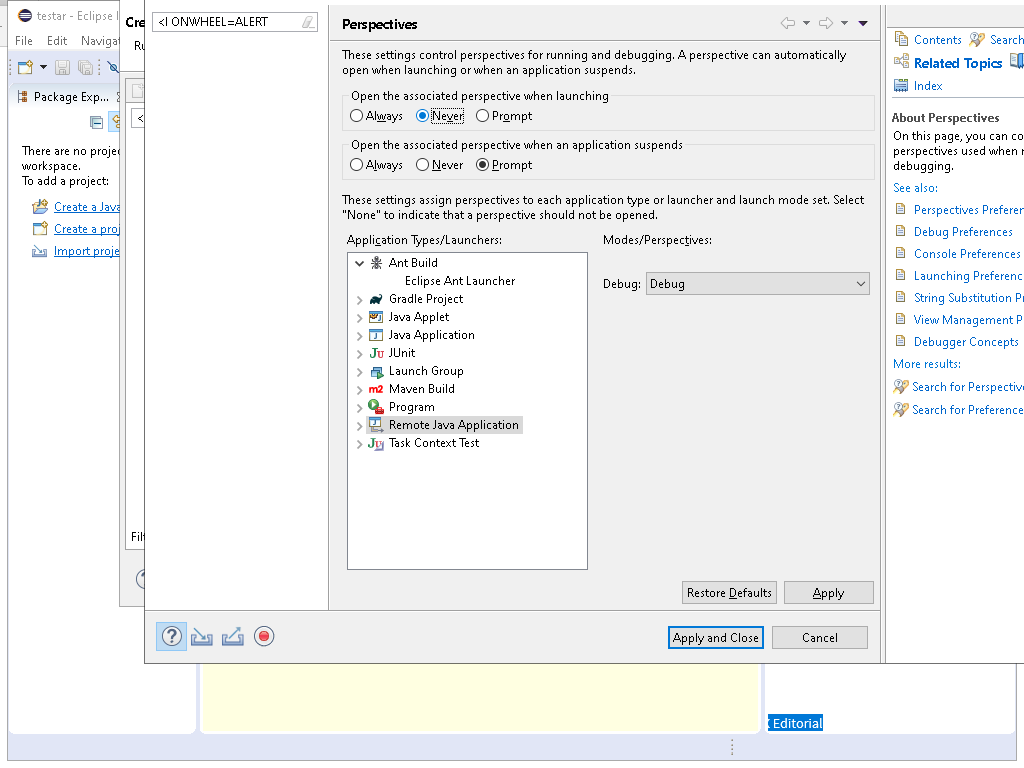 testar - Eclipse I
File Edit Navigat
Package Exp...
There are no projec
workspace.
To add a project:
Create a Java
Create a proj
Import proje
Cre
Ru
<
Filt
<I ONWHEEL=ALERT
Perspectives
These settings control perspectives for running and debugging. A perspective can automatically
open when launching or when an application suspends.
Open the associated perspective when launching
Always Never Prompt
Open the associated perspective when an application suspends
Always Never Prompt
These settings assign perspectives to each application type or launcher and launch mode set. Select
"None" to indicate that a perspective should not be opened.
Application Types/Launchers:
Modes/Perspectives:
Ant Build
Eclipse Ant Launcher
Gradle Project
Java Applet
Java Application
JUnit
Launch Group
Maven Build
Program
Remote Java Application
Task Context Test
Debug: Debug
Restore Defaults Apply
Apply and Close Cancel
Contents Search
Related Topics
Index
About Perspectives
On this page, you can co
perspectives used when r
debugging.
See also:
Perspectives Preferen
Debug Preferences
Console Preferences
Launching Preferenc
String Substitution Pr
View Management P
Debugger Concepts
More results:
Search for Perspective
Search for Preference
Editorial